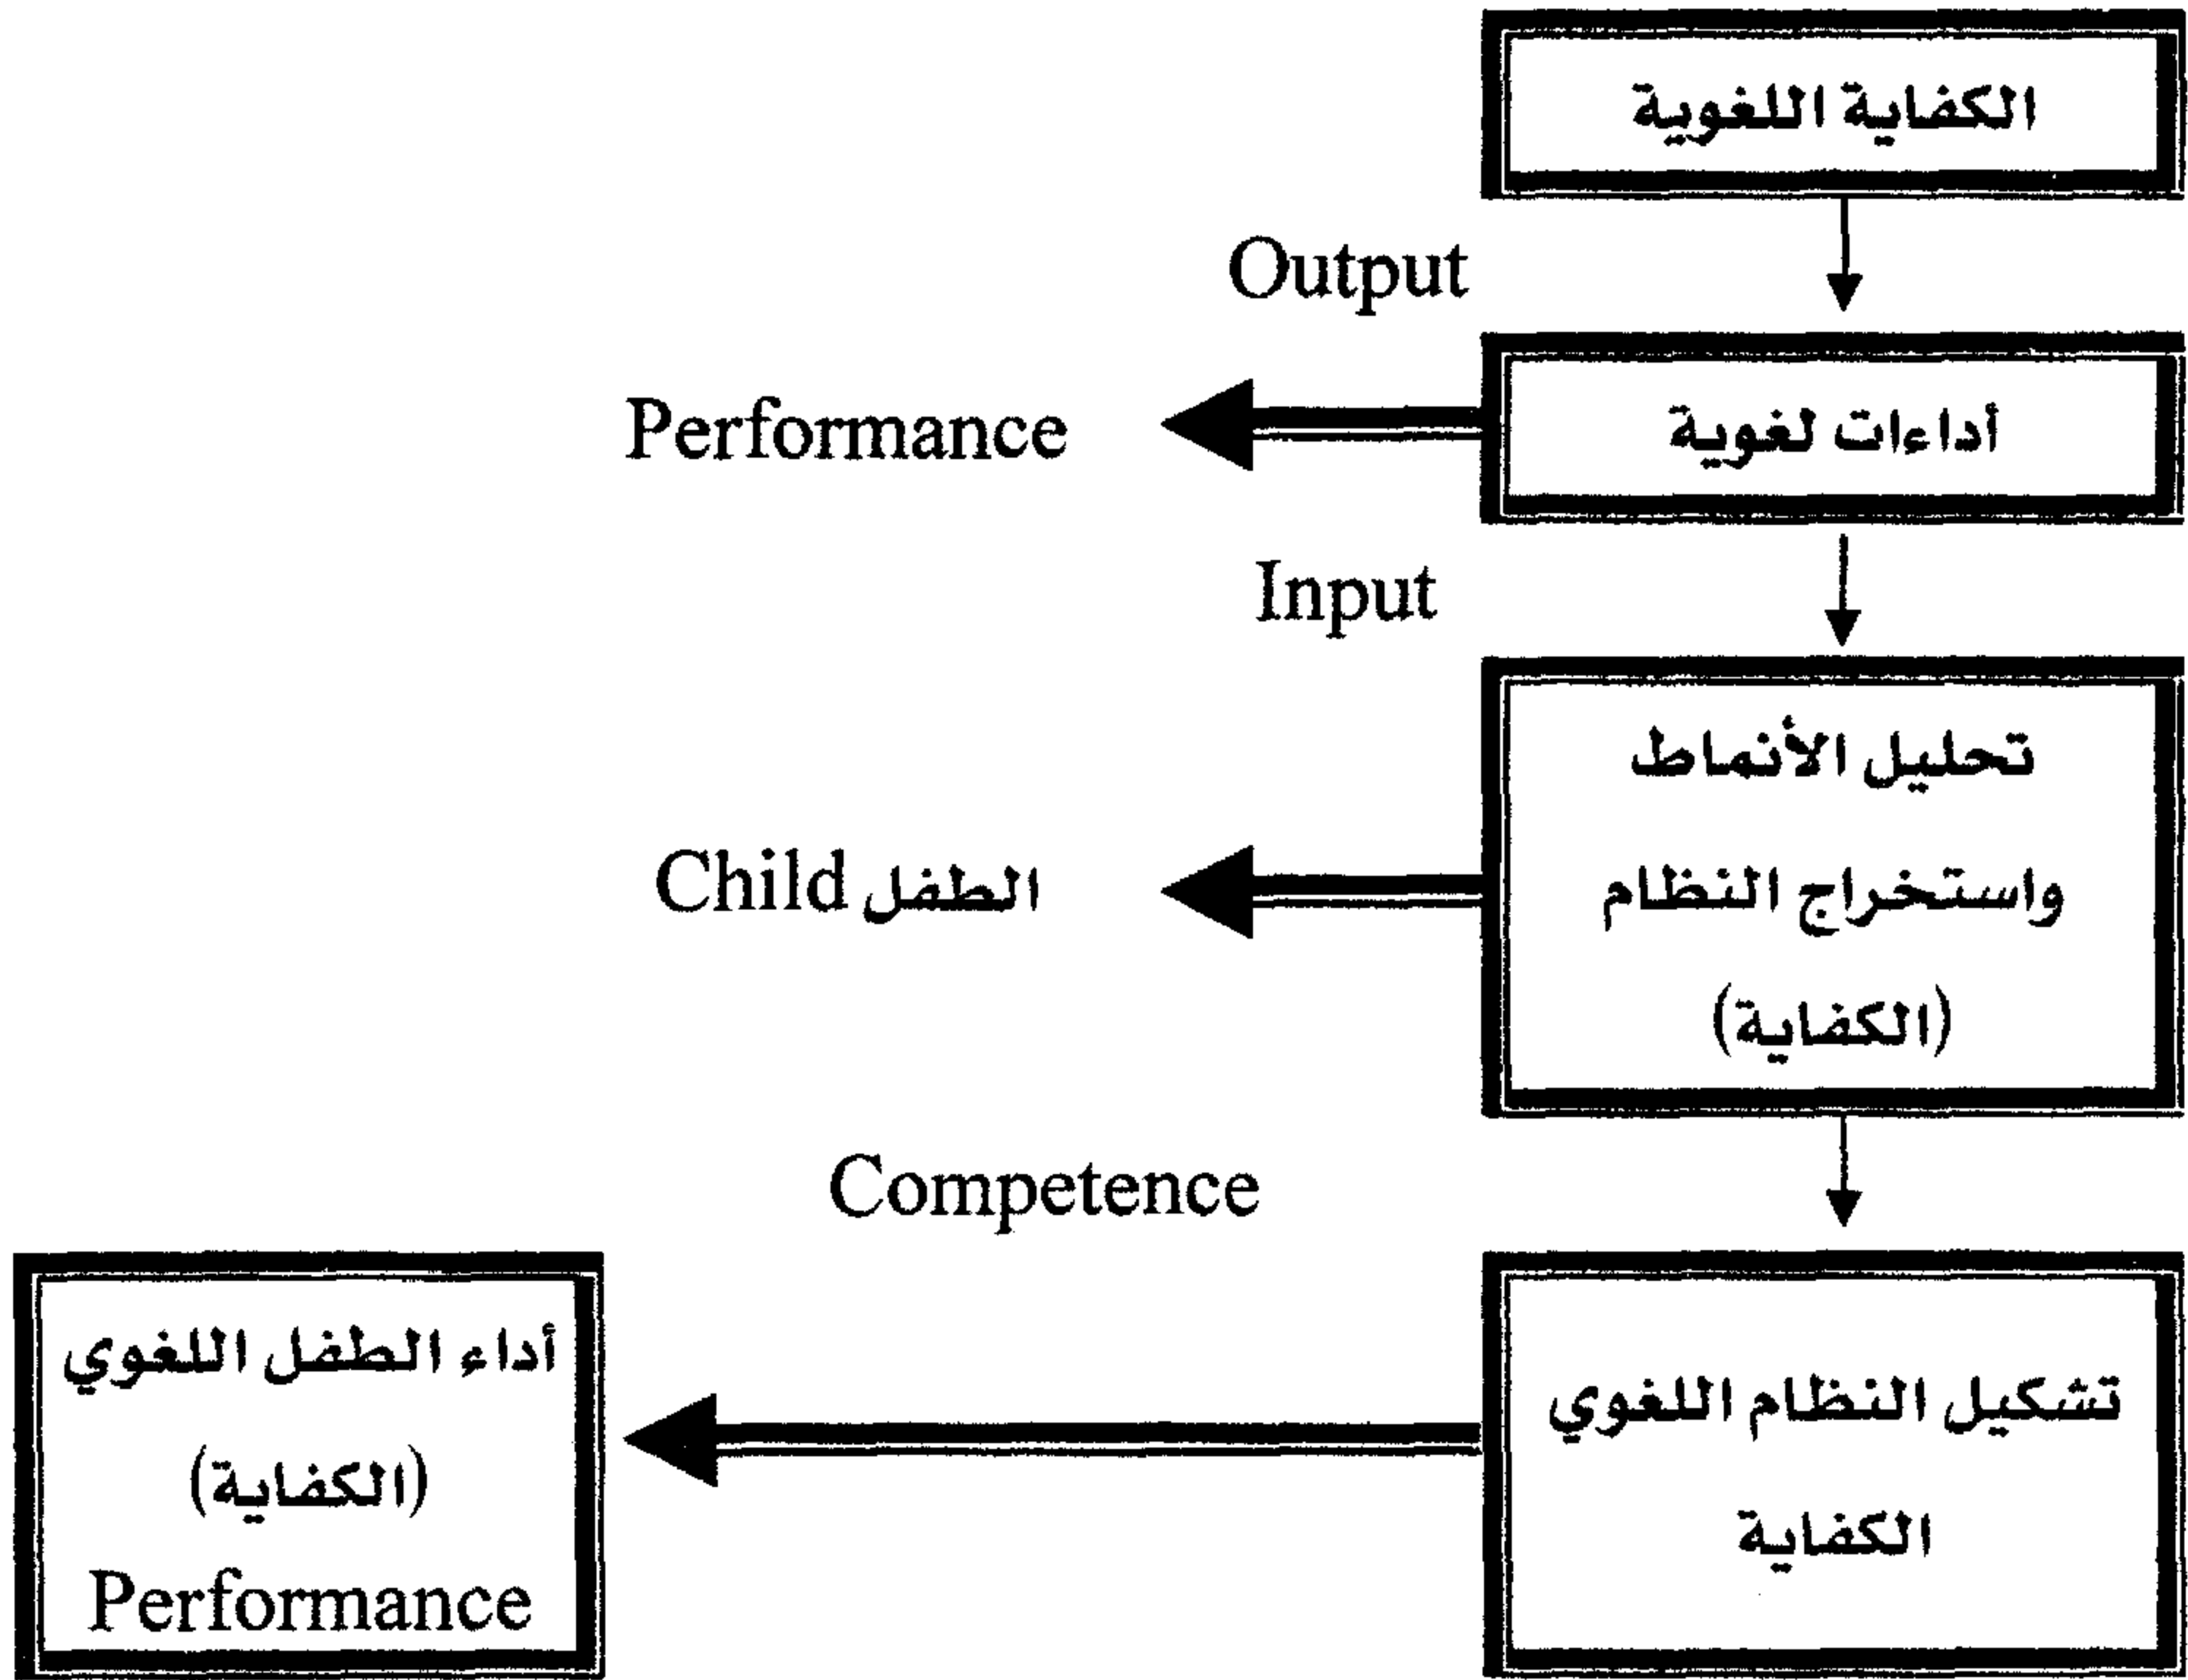 الكفاية اللغوية
Output
أداءات لغوية
Performance
Input
تحليل الأنماط
واستخراج النظام
(الكفاية)
الطفل Child
Competence
تشكيل النظام اللغوي
الكفاية
أداء الطفل اللغوي
(الكفاية)
Performance